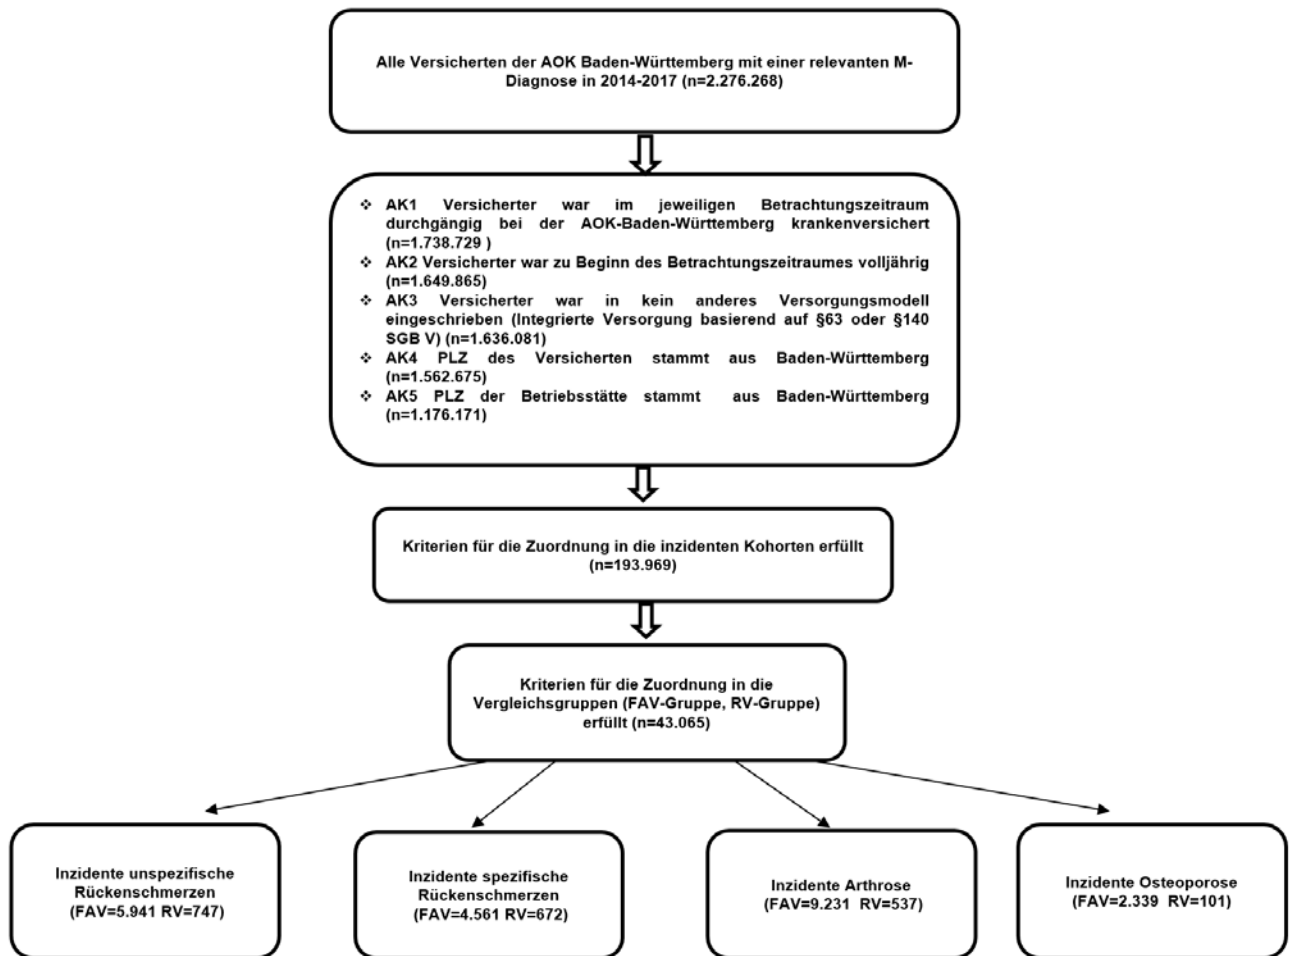 Alle Versicherten der AOK Baden-Württemberg mit einer relevanten M-
Diagnose in 2014-2017 (n=2.276.268)
❖ AK1 Versicherter war im jeweiligen Betrachtungszeitraum
durchgängig bei der AOK-Baden-Württemberg krankenversichert
(n=1.738.729 )
❖ AK2 Versicherter war zu Beginn des Betrachtungszeitraumes volljährig
(n=1.649.865)
❖ AK3 Versicherter war in kein anderes Versorgungsmodell
eingeschrieben (Integrierte Versorgung basierend auf §63 oder §140
SGB V) (n=1.636.081)
❖ AK4 PLZ des Versicherten stammt aus Baden-Württemberg
(n=1.562.675)
❖ AK5 PLZ der Betriebsstätte stammt aus Baden-Württemberg
(n=1.176.171)
Kriterien für die Zuordnung in die inzidenten Kohorten erfüllt
(n=193.969)
Kriterien für die Zuordnung in die
Vergleichsgruppen (FAV-Gruppe, RV-Gruppe)
erfüllt (n=43.065)
Inzidente unspezifische
Rückenschmerzen
(FAV=5.941 RV=747)
Inzidente spezifische
Rückenschmerzen
(FAV=4.561 RV=672)
Inzidente Arthrose
(FAV=9.231 RV=537)
Inzidente Osteoporose
(FAV=2.339 RV=101)